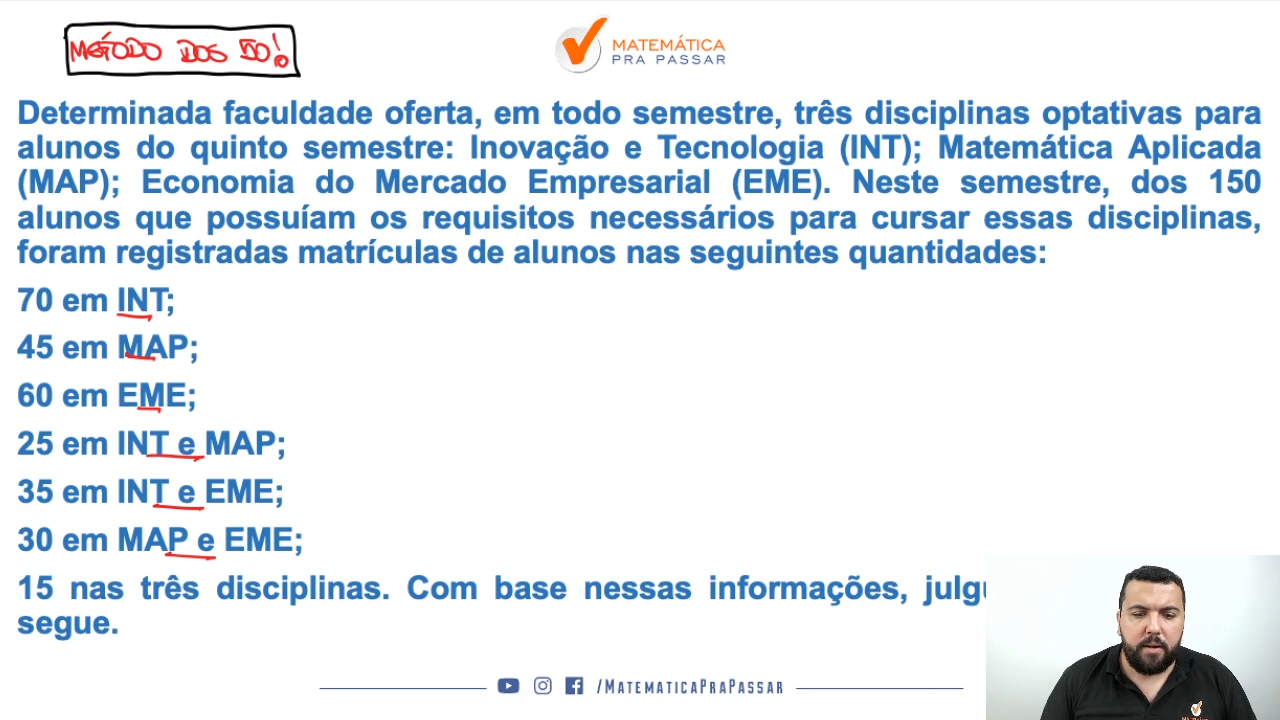 MÉTODO DOS 50!
MATEMÁTICA
PRA PASSAR
Determinada faculdade oferta, em todo semestre, três disciplinas optativas para
alunos do quinto semestre: Inovação e Tecnologia (INT); Matemática Aplicada
(MAP); Economia do Mercado Empresarial (EME). Neste semestre, dos 150
alunos que possuíam os requisitos necessários para cursar essas disciplinas,
foram registradas matrículas de alunos nas seguintes quantidades:
70 em INT;
45 em MAP;
60 em EME;
25 em INT e MAP;
35 em INT e EME;
30 em MAP e EME;
15 nas três disciplinas. Com base nessas informações,
segue.
/MATEMATICAPRAPASSAR